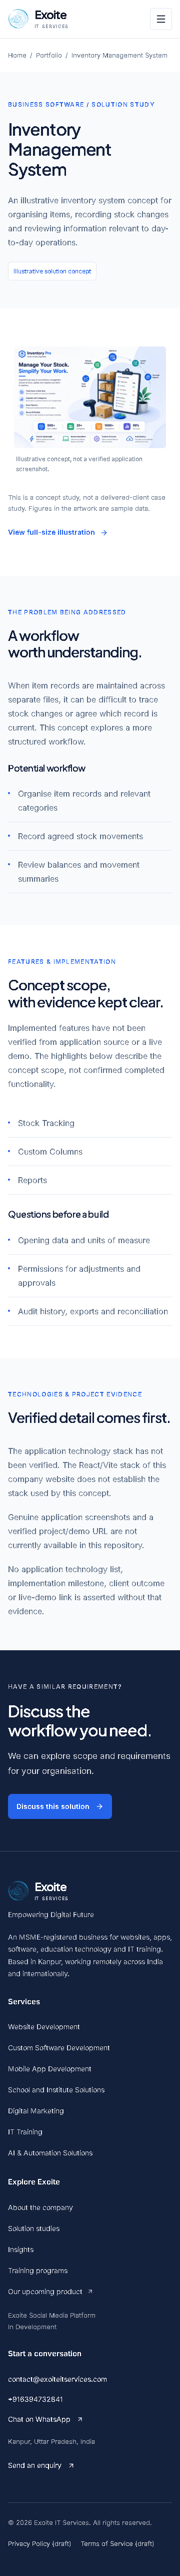 Exoite
IT SERVICES
Home / Portfolio / Inventory Management System
BUSINESS SOFTWARE / SOLUTION STUDY
Inventory
Management
System
An illustrative inventory system concept for
organising items, recording stock changes
and reviewing information relevant to day-
to-day operations.
Illustrative solution concept
Inventory Pro
Manage Your Stock.
Simplify Your Business.
Illustrative concept, not a verified application
screenshot.
This is a concept study, not a delivered-client case
study. Figures in the artwork are sample data.
View full-size illustration →
THE PROBLEM BEING ADDRESSED
A workflow
worth understanding.
When item records are maintained across
separate files, it can be difficult to trace
stock changes or agree which record is
current. This concept explores a more
structured workflow.
Potential workflow
• Organise item records and relevant
categories
• Record agreed stock movements
• Review balances and movement
summaries
FEATURES & IMPLEMENTATION
Concept scope,
with evidence kept clear.
Implemented features have not been
verified from application source or a live
demo. The highlights below describe the
concept scope, not confirmed completed
functionality.
• Stock Tracking
• Custom Columns
• Reports
Questions before a build
• Opening data and units of measure
• Permissions for adjustments and
approvals
• Audit history, exports and reconciliation
TECHNOLOGIES & PROJECT EVIDENCE
Verified detail comes first.
The application technology stack has not
been verified. The React/Vite stack of this
company website does not establish the
stack used by this concept.
Genuine application screenshots and a
verified project/demo URL are not
currently available in this repository.
No application technology list,
implementation milestone, client outcome
or live-demo link is asserted without that
evidence.
HAVE A SIMILAR REQUIREMENT?
Discuss the
workflow you need.
We can explore scope and requirements
for your organisation.
Discuss this solution →
Exoite
IT SERVICES
Empowering Digital Future
An MSME-registered business for websites, apps,
software, education technology and IT training.
Based in Kanpur, working remotely across India
and internationally.
Services
Website Development
Custom Software Development
Mobile App Development
School and Institute Solutions
Digital Marketing
IT Training
AI & Automation Solutions
Explore Exoite
About the company
Solution studies
Insights
Training programs
Our upcoming product ↗
Exoite Social Media Platform
In Development
Start a conversation
contact@exoiteitservices.com
+916394732841
Chat on WhatsApp ↗
Kanpur, Uttar Pradesh, India
Send an enquiry ↗
© 2026 Exoite IT Services. All rights reserved.
Privacy Policy (draft) Terms of Service (draft)